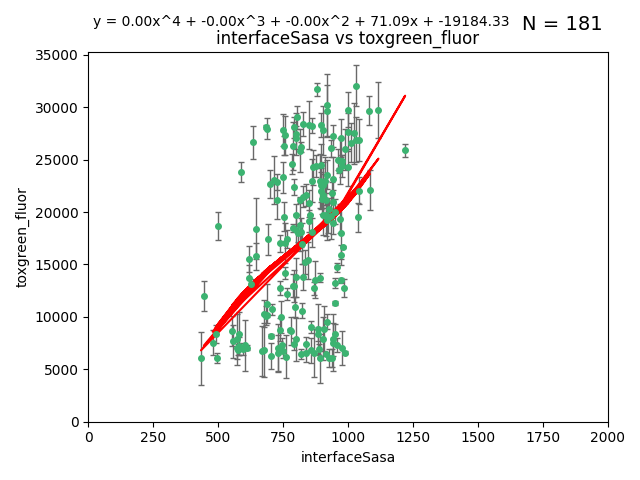 y = 0.00x^4 + -0.00x^3 + -0.00x^2 + 71.09x + -19184.33
N = 181
interfaceSasa vs toxgreen_fluor
35000
30000
25000
20000
15000
10000
5000
0
toxgreen_fluor
0 250 500 750 1000 1250 1500 1750 2000
interfaceSasa